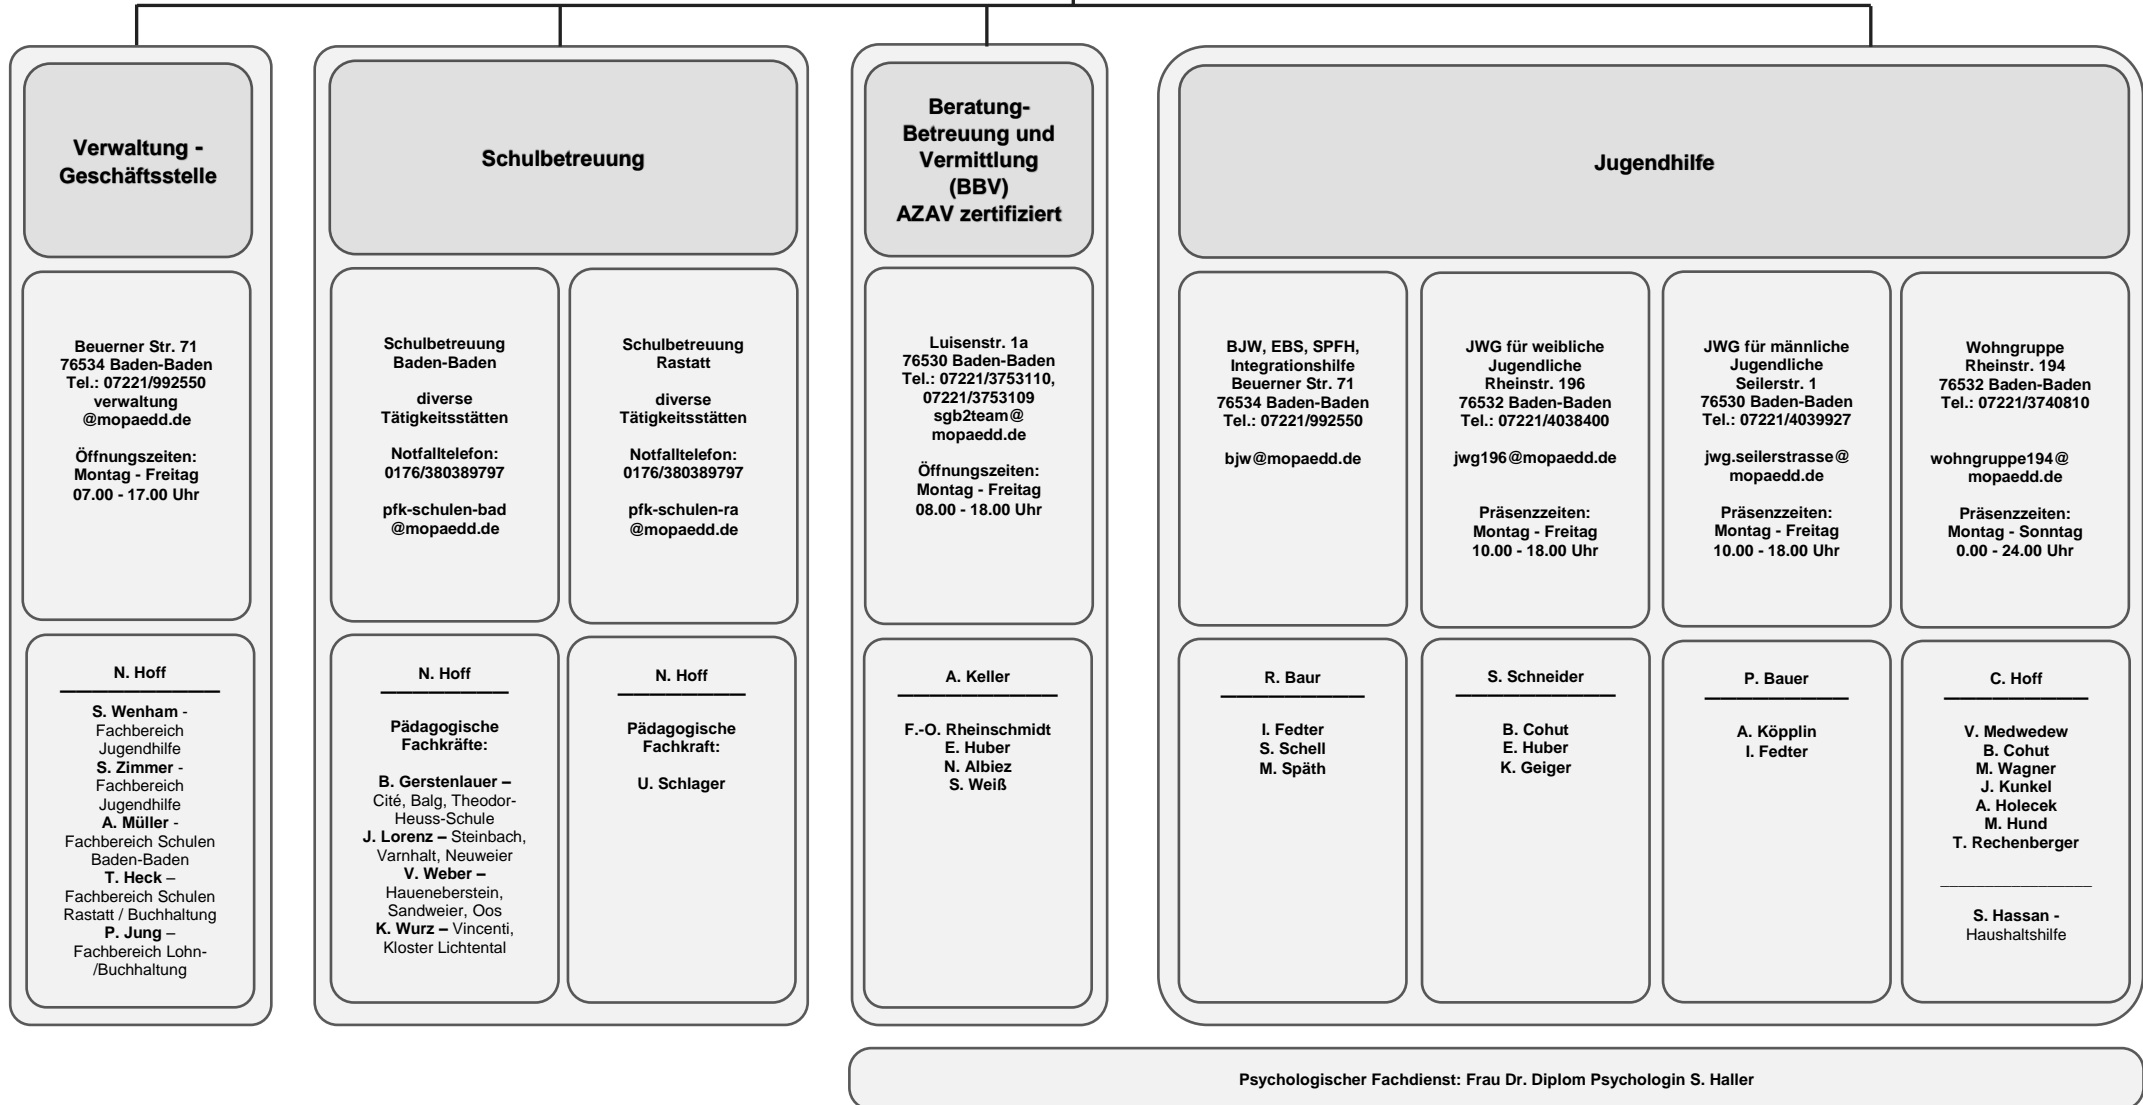 Verwaltung -
Geschäftsstelle
Beuerner Str. 71
76534 Baden-Baden
Tel.: 07221/992550
verwaltung
@mopaedd.de
Öffnungszeiten:
Montag - Freitag
07.00 - 17.00 Uhr
N. Hoff
S. Wenham -
Fachbereich
Jugendhilfe
S. Zimmer -
Fachbereich
Jugendhilfe
A. Müller -
Fachbereich Schulen
Baden-Baden
T. Heck –
Fachbereich Schulen
Rastatt / Buchhaltung
P. Jung –
Fachbereich Lohn-
/Buchhaltung
Schulbetreuung
Schulbetreuung
Baden-Baden
diverse
Tätigkeitsstätten
Notfalltelefon:
0176/380389797
pfk-schulen-bad
@mopaedd.de
N. Hoff
Pädagogische
Fachkräfte:
B. Gerstenlauer –
Cité, Balg, Theodor-
Heuss-Schule
J. Lorenz – Steinbach,
Varnhalt, Neuweier
V. Weber –
Haueneberstein,
Sandweier, Oos
K. Wurz – Vincenti,
Kloster Lichtental
Schulbetreuung
Rastatt
diverse
Tätigkeitsstätten
Notfalltelefon:
0176/380389797
pfk-schulen-ra
@mopaedd.de
N. Hoff
Pädagogische
Fachkraft:
U. Schlager
Beratung-
Betreuung und
Vermittlung
(BBV)
AZAV zertifiziert
Luisenstr. 1a
76530 Baden-Baden
Tel.: 07221/3753110,
07221/3753109
sgb2team@
mopaedd.de
Öffnungszeiten:
Montag - Freitag
08.00 - 18.00 Uhr
A. Keller
F.-O. Rheinschmidt
E. Huber
N. Albiez
S. Weiß
Jugendhilfe
BJW, EBS, SPFH,
Integrationshilfe
Beuerner Str. 71
76534 Baden-Baden
Tel.: 07221/992550
bjw@mopaedd.de
R. Baur
I. Fedter
S. Schell
M. Späth
JWG für weibliche
Jugendliche
Rheinstr. 196
76532 Baden-Baden
Tel.: 07221/4038400
jwg196@mopaedd.de
Präsenzzeiten:
Montag - Freitag
10.00 - 18.00 Uhr
S. Schneider
B. Cohut
E. Huber
K. Geiger
JWG für männliche
Jugendliche
Seilerstr. 1
76530 Baden-Baden
Tel.: 07221/4039927
jwg.seilerstrasse@
mopaedd.de
Präsenzzeiten:
Montag - Freitag
10.00 - 18.00 Uhr
P. Bauer
A. Köpplin
I. Fedter
Wohngruppe
Rheinstr. 194
76532 Baden-Baden
Tel.: 07221/3740810
wohngruppe194@
mopaedd.de
Präsenzzeiten:
Montag - Sonntag
0.00 - 24.00 Uhr
C. Hoff
V. Medwedew
B. Cohut
M. Wagner
J. Kunkel
A. Holecek
M. Hund
T. Rechenberger
S. Hassan -
Haushaltshilfe
Psychologischer Fachdienst: Frau Dr. Diplom Psychologin S. Haller